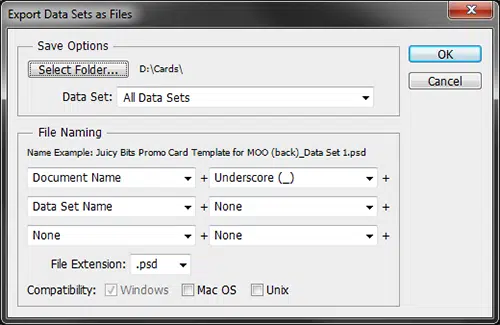 Export Data Sets as Files
Save Options
Select Folder... D:\Cards\
OK
Cancel
Data Set: All Data Sets
File Naming
Name Example: Juicy Bits Promo Card Template for MOO (back)_Data Set 1.psd
Document Name + Underscore (_) +
Data Set Name + None +
None + None +
File Extension: .psd
Compatibility: Windows Mac OS Unix